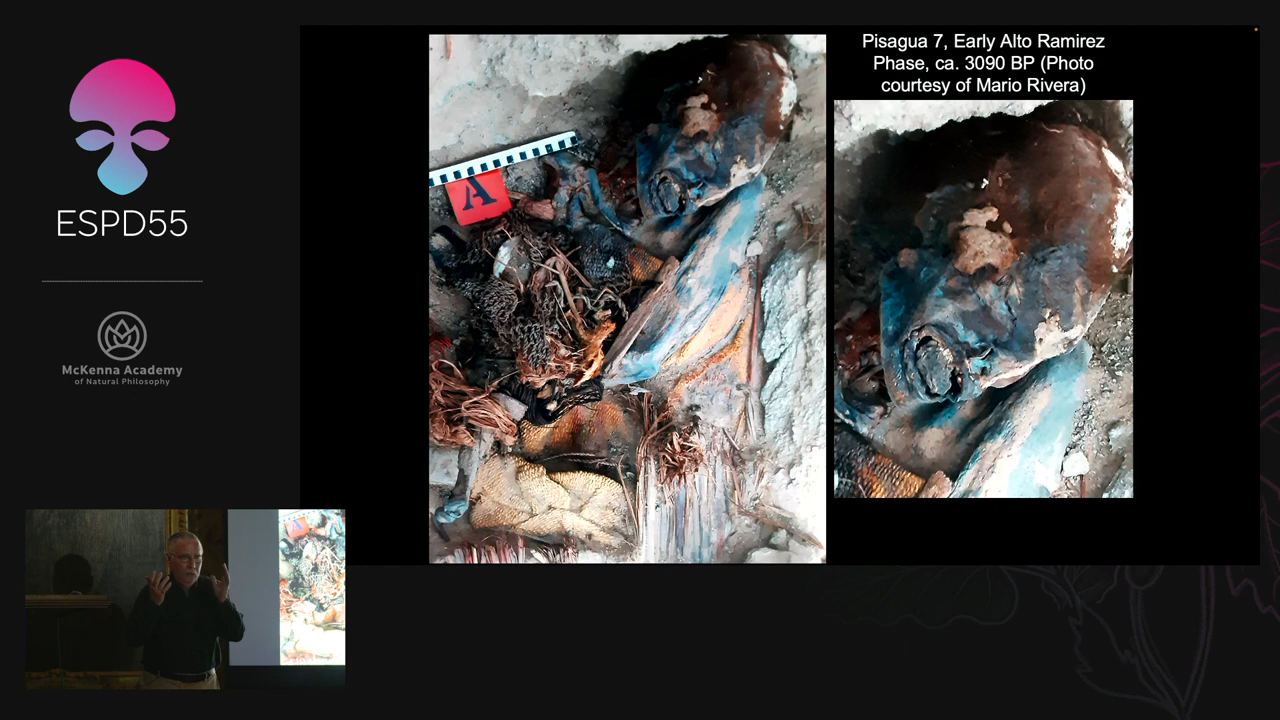 ESPD55
McKenna Academy
of Natural Philosophy
Pisagua 7, Early Alto Ramirez
Phase, ca. 3090 BP (Photo
courtesy of Mario Rivera)
A